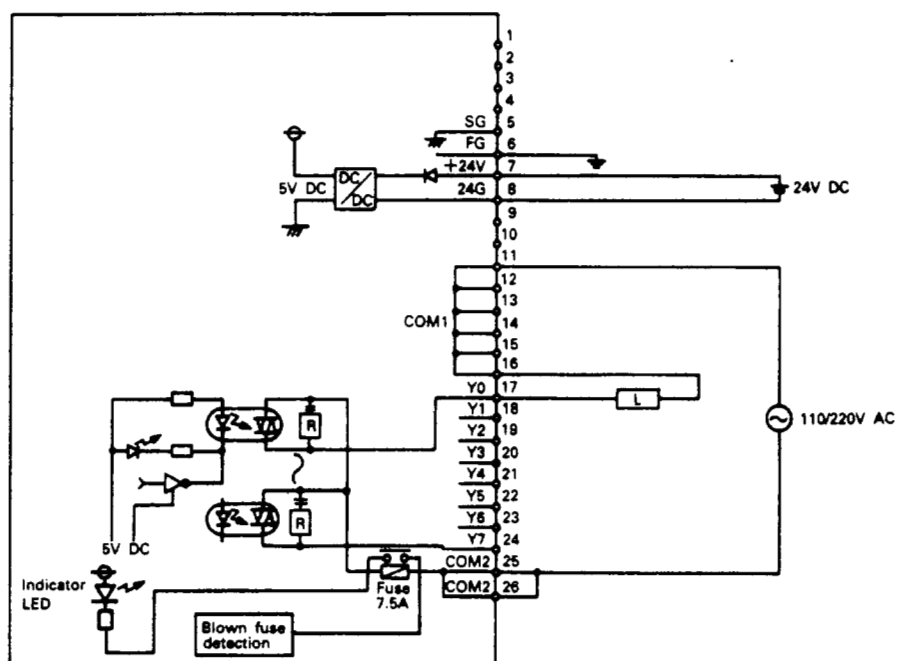 1
2
3
4
SG 5
FG 6
+24V 7
5V DC DC/DC 24G 8 24V DC
9
10
11
12
13
COM1 14
15
16
Y0 17 L
Y1 18 110/220V AC
Y2 19
R Y3 20
Y4 21
Y5 22
Y6 23
R Y7 24
5V DC COM2 25
Indicator
LED
Fuse
7.5A
COM2 26
Blown fuse
detection